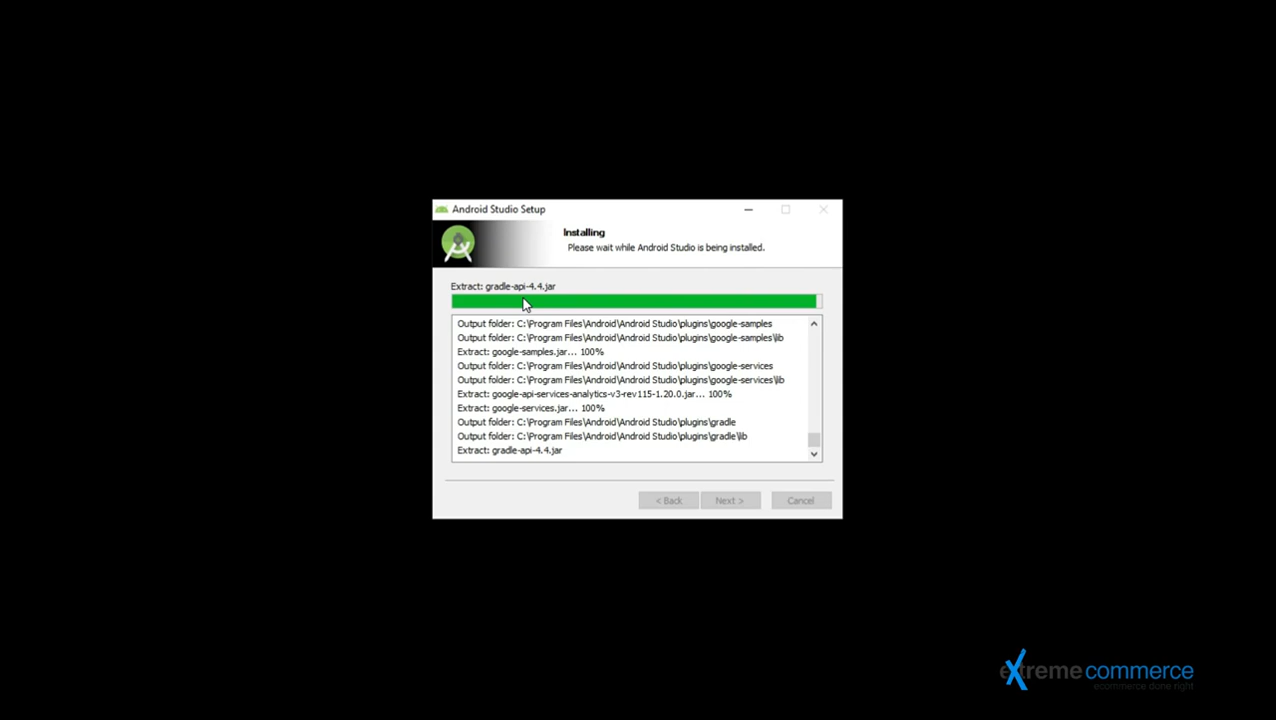 Android Studio Setup
Installing
Please wait while Android Studio is being installed.
Extract: gradle-api-4.4.jar
Output folder: C:\Program Files\Android\Android Studio\plugins\google-samples
Output folder: C:\Program Files\Android\Android Studio\plugins\google-samples\lib
Extract: google-samples.jar... 100%
Output folder: C:\Program Files\Android\Android Studio\plugins\google-services
Output folder: C:\Program Files\Android\Android Studio\plugins\google-services\lib
Extract: google-api-services-analytics-v3-rev115-1.20.0.jar... 100%
Extract: google-services.jar... 100%
Output folder: C:\Program Files\Android\Android Studio\plugins\gradle
Output folder: C:\Program Files\Android\Android Studio\plugins\gradle\lib
Extract: gradle-api-4.4.jar
< Back Next > Cancel
extreme commerce
ecommerce done right